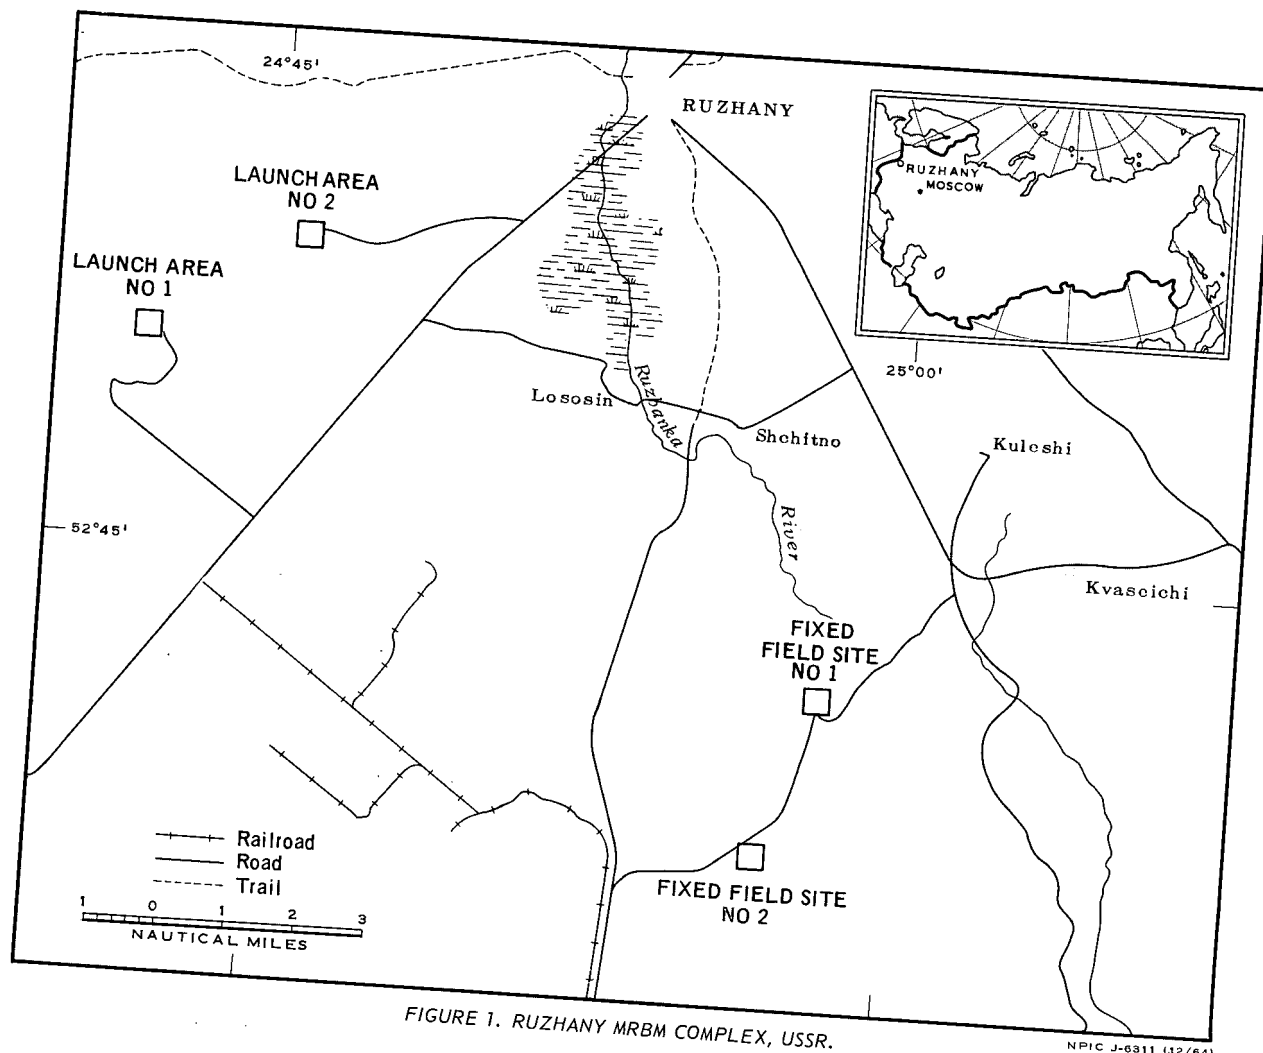 24°45'
RUZHANY
LAUNCH AREA
NO 2
RUZHANY
MOSCOW
LAUNCH AREA
NO 1
25°00'
Lososin
Ruzhanka
River
Shchitno
Kuleshi
52°45'
Kvascichi
FIXED
FIELD SITE
NO 1
Railroad
Road
Trail
FIXED FIELD SITE
NO 2
1 0 1 2 3
NAUTICAL MILES
FIGURE 1. RUZHANY MRBM COMPLEX, USSR.
NPIC J-6311 (12/64)